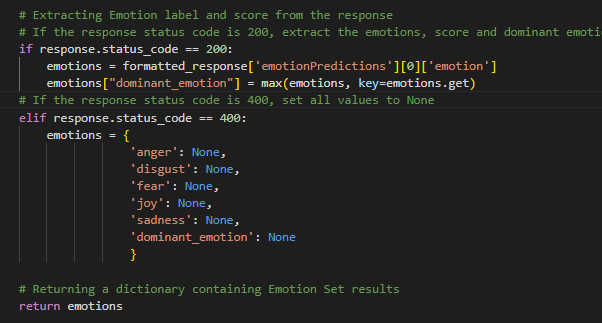 # Extracting Emotion label and score from the response
# If the response status code is 200, extract the emotions, score and dominant emoti
if response.status_code == 200:
    emotions = formatted_response['emotionPredictions'][0]['emotion']
    emotions["dominant_emotion"] = max(emotions, key=emotions.get)
# If the response status code is 400, set all values to None
elif response.status_code == 400:
    emotions = {
                'anger': None,
                'disgust': None,
                'fear': None,
                'joy': None,
                'sadness': None,
                'dominant_emotion': None
                }
# Returning a dictionary containing Emotion Set results
return emotions